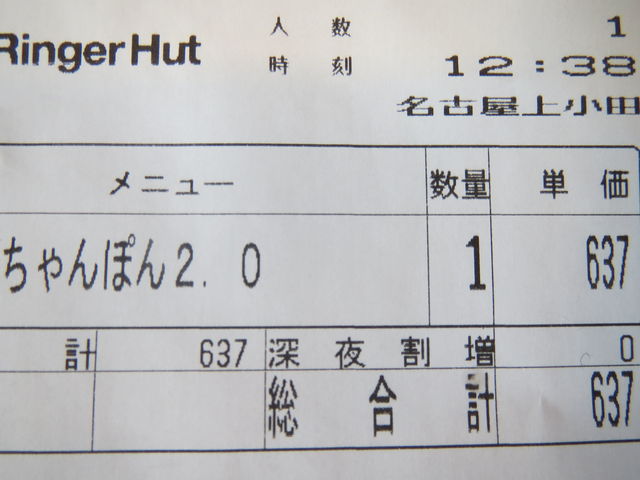 RingerHut 人数 1
時刻 12:38
名古屋上小田
メニュー 数量 単価
ちゃんぽん2.0 1 637
計 637 深夜割増 0
総合計 637